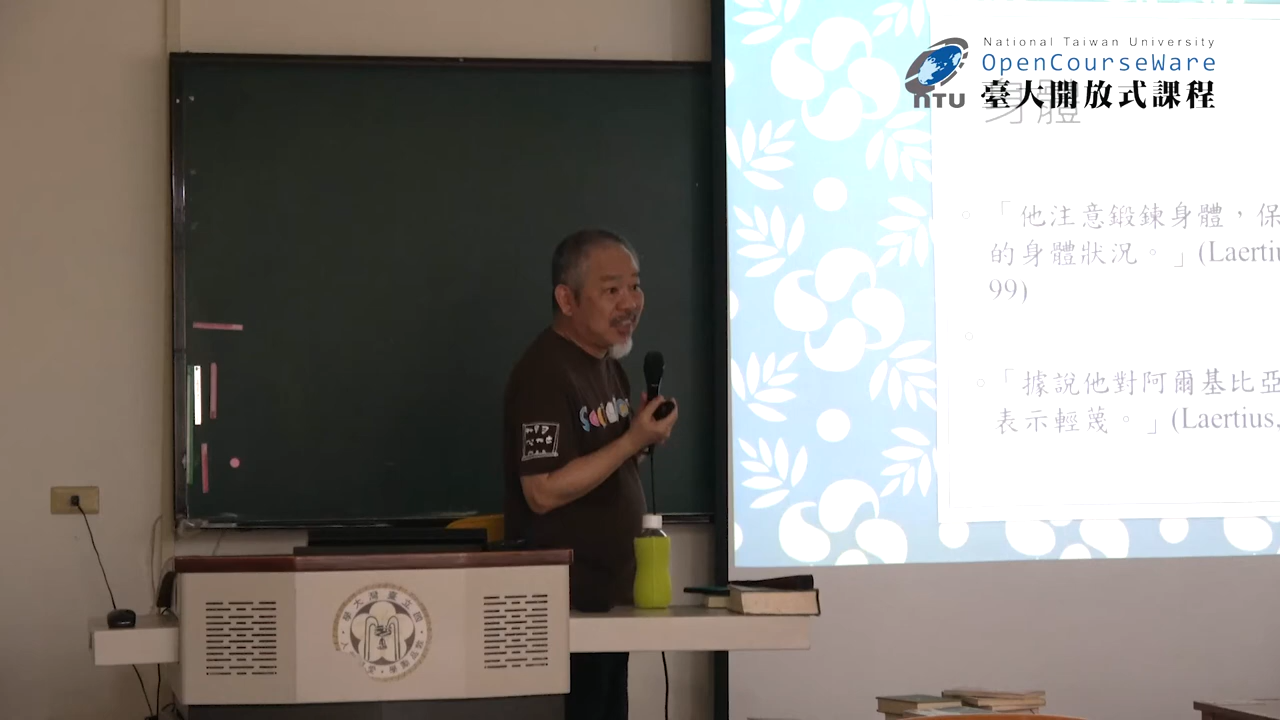 National Taiwan University
OpenCourseWare
NTU 臺大開放式課程
身體
「他注意鍛鍊身體，保
的身體狀況。」(Laertiu
99)
「據說他對阿爾基比亞
表示輕蔑。」(Laertius,